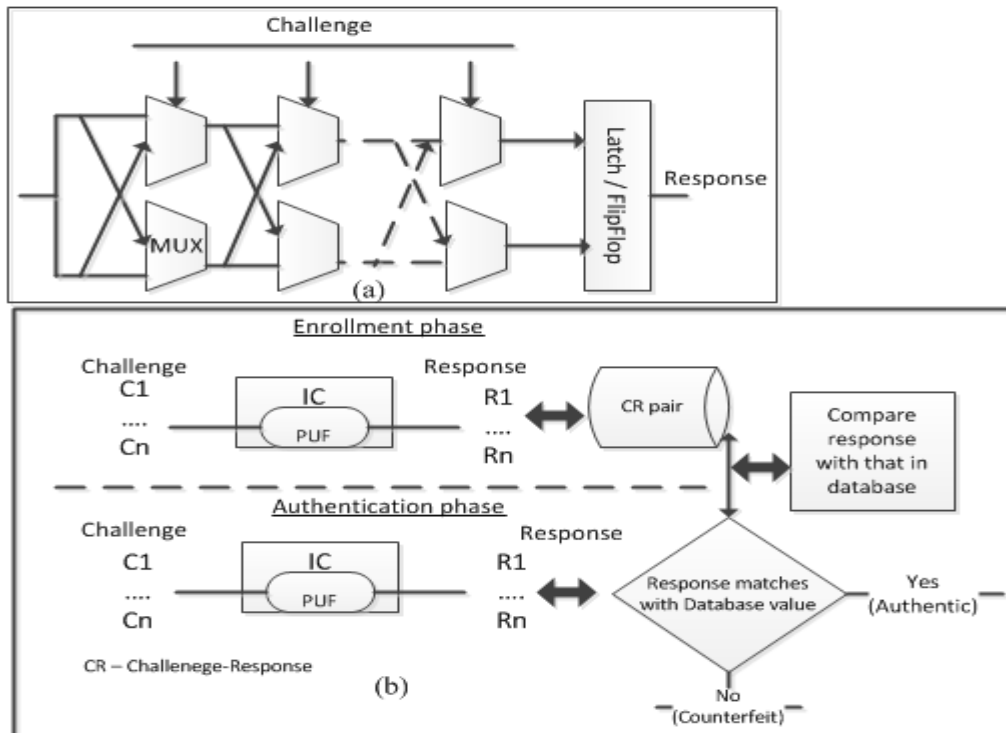 Challenge
MUX
Latch / FlipFlop
Response
(a)
Enrollment phase
Challenge
C1
....
Cn
IC
PUF
Response
R1
....
Rn
CR pair
Compare
response
with that in
database
Authentication phase
Challenge
C1
....
Cn
IC
PUF
Response
R1
....
Rn
Response matches
with Database value
Yes
(Authentic)
No
(Counterfeit)
CR – Challenege-Response
(b)